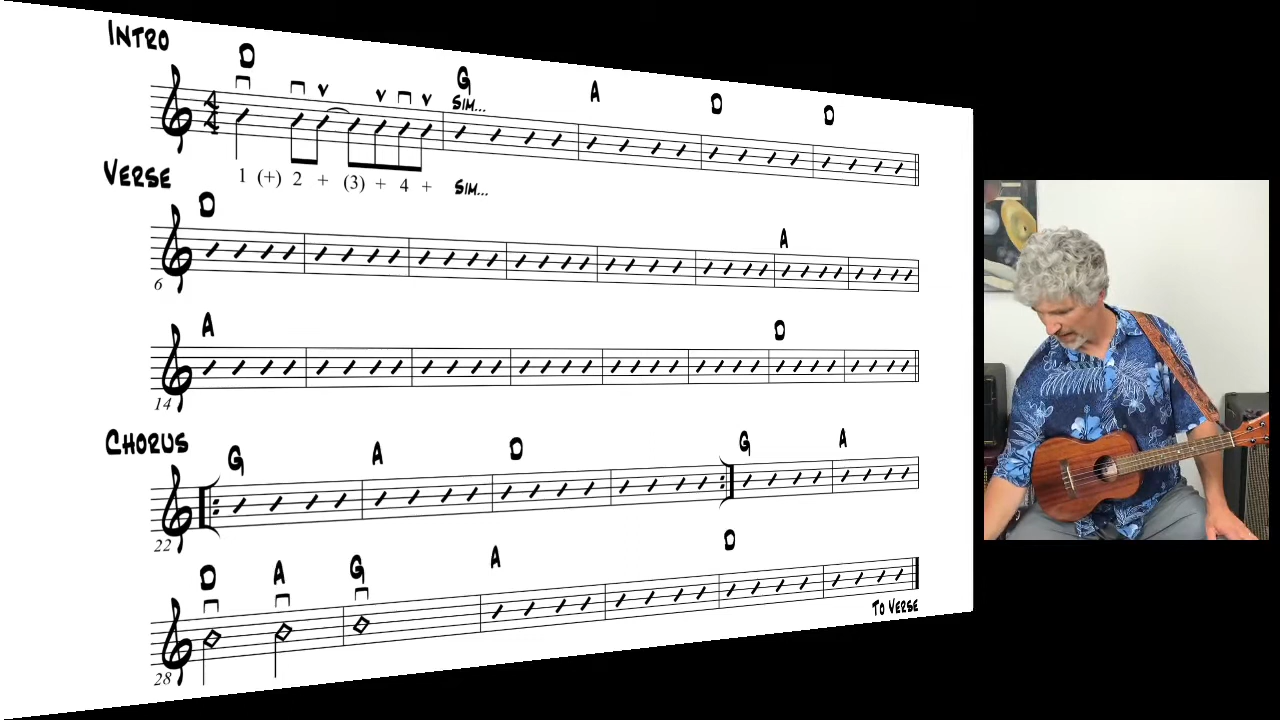 INTRO
D G A D D
SIM...
1 (+) 2 + (3) + 4 + SIM...
VERSE
D A
6
A D
14
CHORUS
G A D G A
22
D A G A D
TO VERSE
28